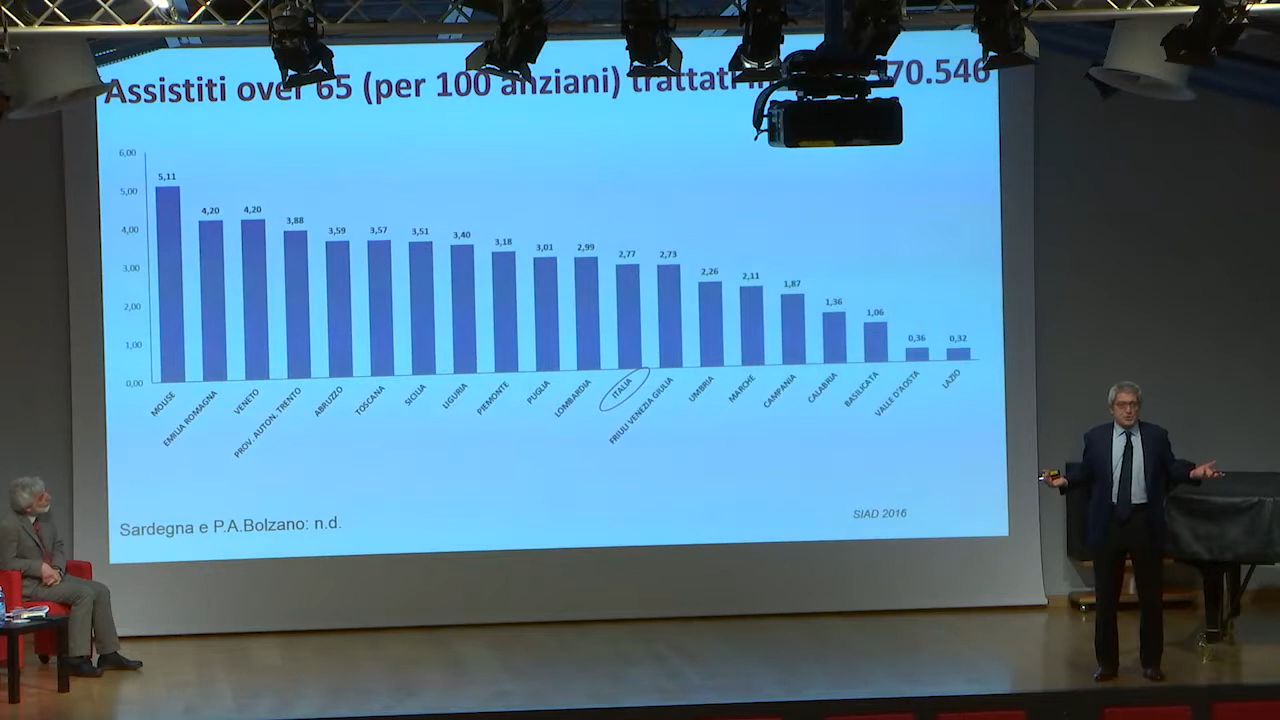 Assistiti over 65 (per 100 anziani) trattati 70.546
6,00
5,00
4,00
3,00
2,00
1,00
0,00
5,11
4,20
4,20
3,88
3,59
3,57
3,51
3,40
3,18
3,01
2,99
2,77
2,73
2,26
2,11
1,87
1,36
1,06
0,36
0,32
MOLISE
EMILIA ROMAGNA
VENETO
PROV. AUTON. TRENTO
ABRUZZO
TOSCANA
SICILIA
LIGURIA
PIEMONTE
PUGLIA
LOMBARDIA
ITALIA
FRIULI VENEZIA GIULIA
UMBRIA
MARCHE
CAMPANIA
CALABRIA
BASILICATA
VALLE D'AOSTA
LAZIO
Sardegna e P.A.Bolzano: n.d.
SIAD 2016